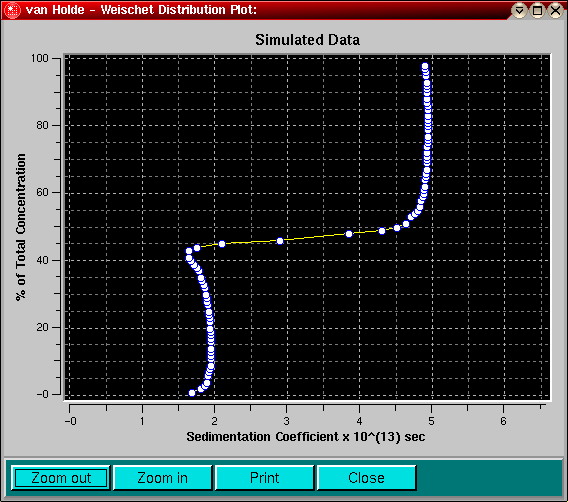 van Holde - Weischet Distribution Plot:
Simulated Data
100
80
60
40
20
-0
% of Total Concentration
-0 1 2 3 4 5 6
Sedimentation Coefficient x 10^(13) sec
Zoom out Zoom in Print Close